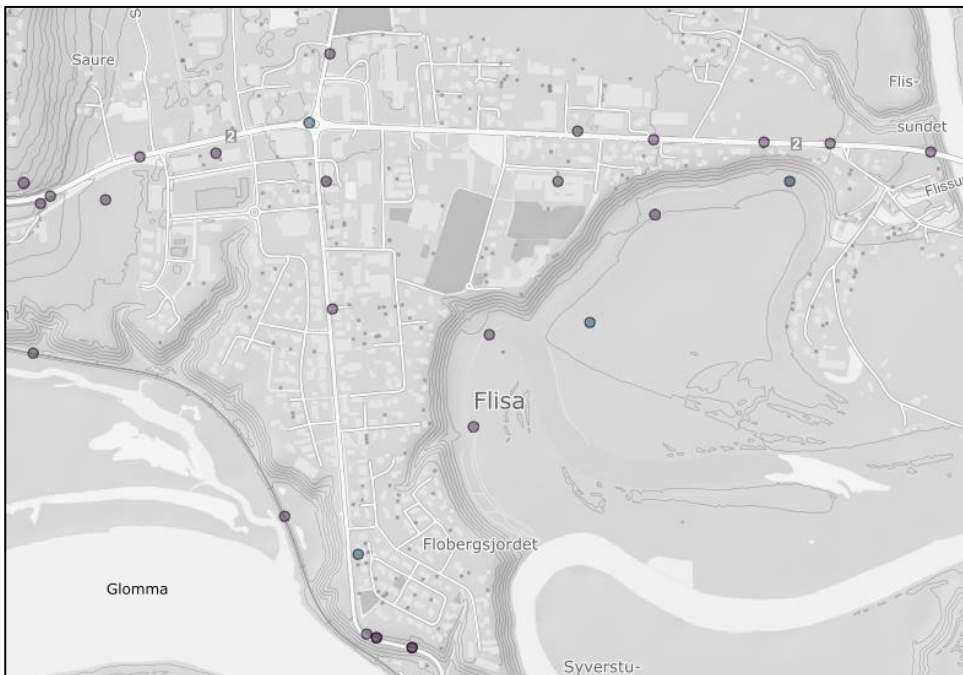 S
Saure
Flis-
2
sundet
2
Flissu
Flisa
Flobergsjordet
Glomma
Syverstu-